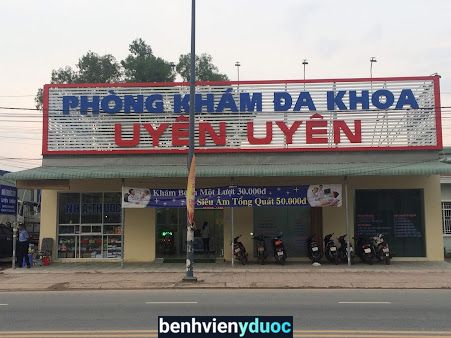 PHÒNG KHÁM ĐA KHOA
UYÊN UYÊN
Khám Bệnh Một Lượt 30.000đ
Siêu Âm Tổng Quát 50.000đ
benhvienyduoc